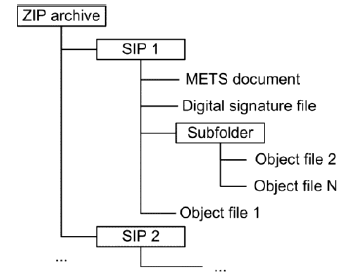 ZIP archive
SIP 1
METS document
Digital signature file
Subfolder
Object file 2
Object file N
Object file 1
SIP 2
...
...